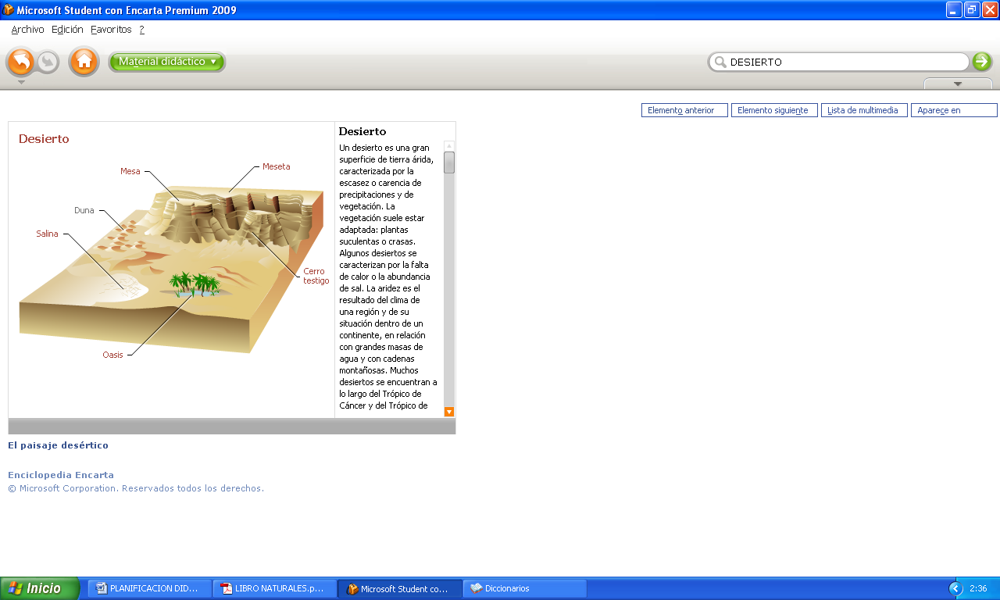 Microsoft Student con Encarta Premium 2009
Archivo Edición Favoritos ?
Material didáctico
DESIERTO
Elemento anterior Elemento siguiente Lista de multimedia Aparece en
Desierto
Mesa
Meseta
Duna
Salina
Cerro
testigo
Oasis
Desierto
Un desierto es una gran
superficie de tierra árida,
caracterizada por la
escasez o carencia de
precipitaciones y de
vegetación. La
vegetación suele estar
adaptada: plantas
suculentas o crasas.
Algunos desiertos se
caracterizan por la falta
de calor o la abundancia
de sal. La aridez es el
resultado del clima de
una región y de su
situación dentro de un
continente, en relación
con grandes masas de
agua y con cadenas
montañosas. Muchos
desiertos se encuentran a
lo largo del Trópico de
Cáncer y del Trópico de
El paisaje desértico
Enciclopedia Encarta
© Microsoft Corporation. Reservados todos los derechos.
Inicio
PLANIFICACION DID...
LIBRO NATURALES.p...
Microsoft Student co...
Diccionarios
2:36